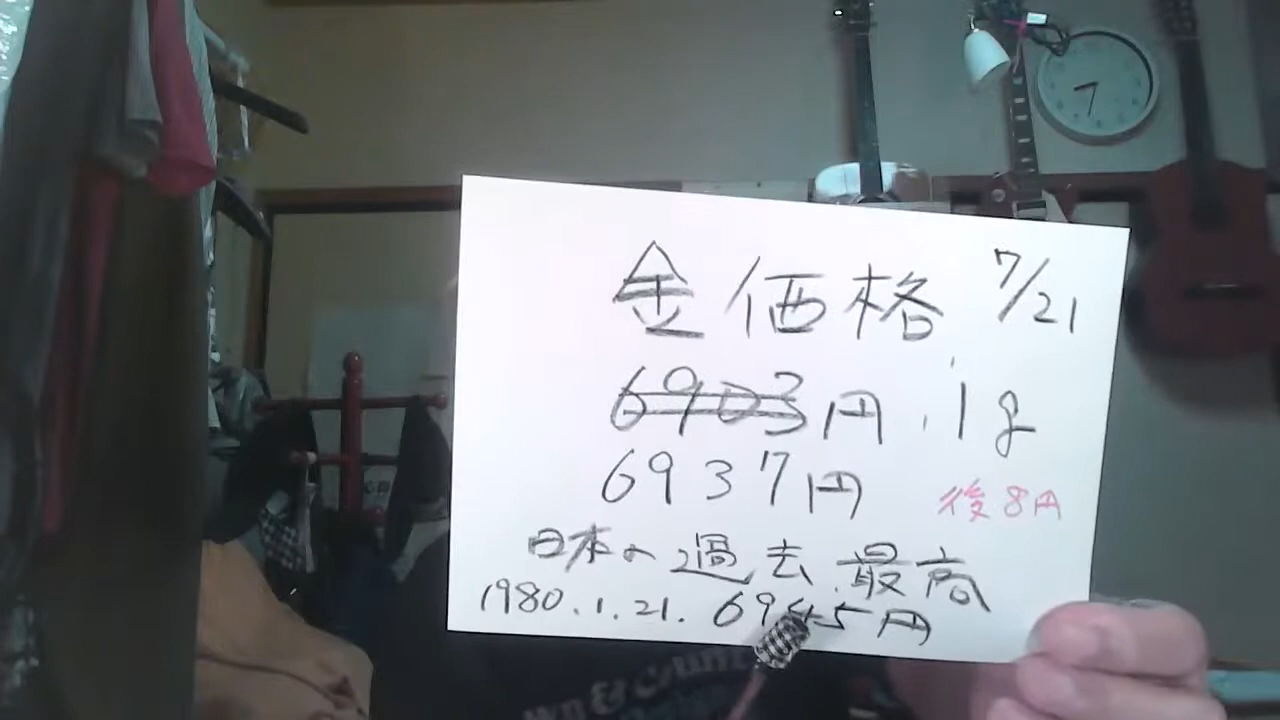 金価格 7/21
6903円 1g
6937円 後8円
日本の過去最高
1980.1.21. 6945円
& Count